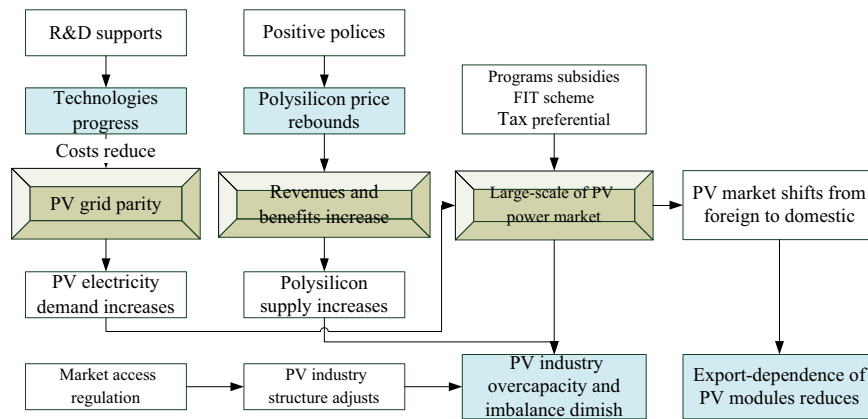 R&D supports
Positive polices
Technologies
progress
Polysilicon price
rebounds
Programs subsidies
FIT scheme
Tax preferential
Costs reduce
PV grid parity
Revenues and
benefits increase
Large-scale of PV
power market
PV market shifts from
foreign to domestic
PV electricity
demand increases
Polysilicon
supply increases
Market access
regulation
PV industry
structure adjusts
PV industry
overcapacity and
imbalance dimish
Export-dependence of
PV modules reduces